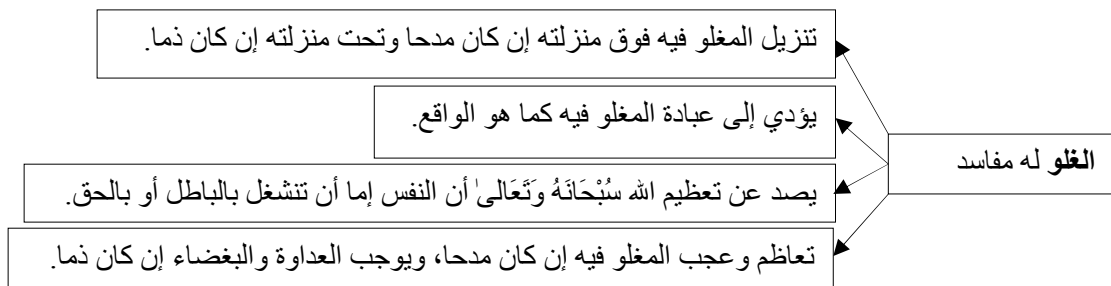 الغلو له مفاسد
تنزيل المغلو فيه فوق منزلته إن كان مدحا وتحت منزلته إن كان ذما.
يؤدي إلى عبادة المغلو فيه كما هو الواقع.
يصد عن تعظيم الله سُبْحَانَهُ وَتَعَالىٰ أن النفس إما أن تنشغل بالباطل أو بالحق.
تعاظم وعجب المغلو فيه إن كان مدحا، ويوجب العداوة والبغضاء إن كان ذما.